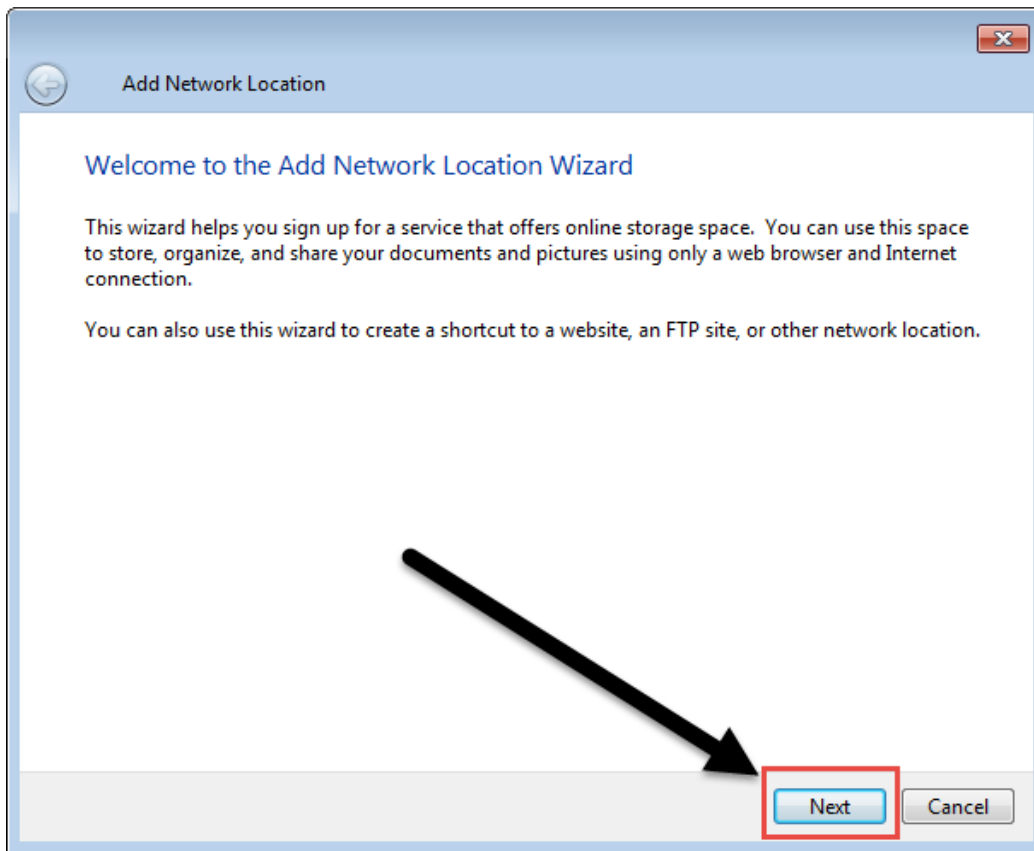 Add Network Location
Welcome to the Add Network Location Wizard
This wizard helps you sign up for a service that offers online storage space.  You can use this space
to store, organize, and share your documents and pictures using only a web browser and Internet
connection.
You can also use this wizard to create a shortcut to a website, an FTP site, or other network location.
Next
Cancel